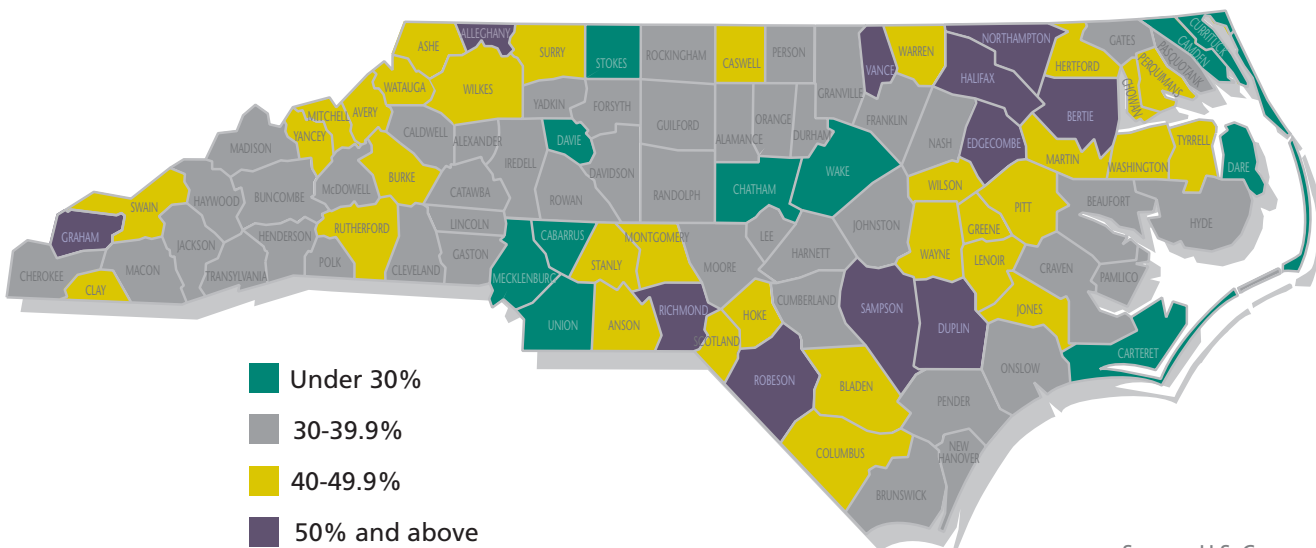 ALLEGHANY
ASHE
SURRY
STOKES
ROCKINGHAM
CASWELL
PERSON
VANCE
WARREN
NORTHAMPTON
GATES
CURRITUCK
CAMDEN
PASQUOTANK
PERQUIMANS
CHOWAN
HERTFORD
HALIFAX
BERTIE
GRANVILLE
WATAUGA
WILKES
YADKIN
FORSYTH
GUILFORD
ALAMANCE
ORANGE
DURHAM
FRANKLIN
NASH
EDGECOMBE
MARTIN
WASHINGTON
TYRRELL
DARE
MITCHELL
AVERY
YANCEY
CALDWELL
ALEXANDER
IREDELL
DAVIE
DAVIDSON
RANDOLPH
CHATHAM
WAKE
WILSON
PITT
BEAUFORT
HYDE
MADISON
BUNCOMBE
McDOWELL
BURKE
CATAWBA
ROWAN
LINCOLN
SWAIN
HAYWOOD
GRAHAM
JACKSON
HENDERSON
RUTHERFORD
POLK
CLEVELAND
GASTON
CABARRUS
MECKLENBURG
STANLY
MONTGOMERY
MOORE
LEE
HARNETT
JOHNSTON
WAYNE
GREENE
LENOIR
CRAVEN
PAMLICO
CHEROKEE
CLAY
MACON
TRANSYLVANIA
UNION
ANSON
RICHMOND
SCOTLAND
HOKE
CUMBERLAND
SAMPSON
DUPLIN
JONES
CARTERET
ONSLOW
ROBESON
BLADEN
PENDER
COLUMBUS
NEW
HANOVER
BRUNSWICK
Under 30%
30-39.9%
40-49.9%
50% and above